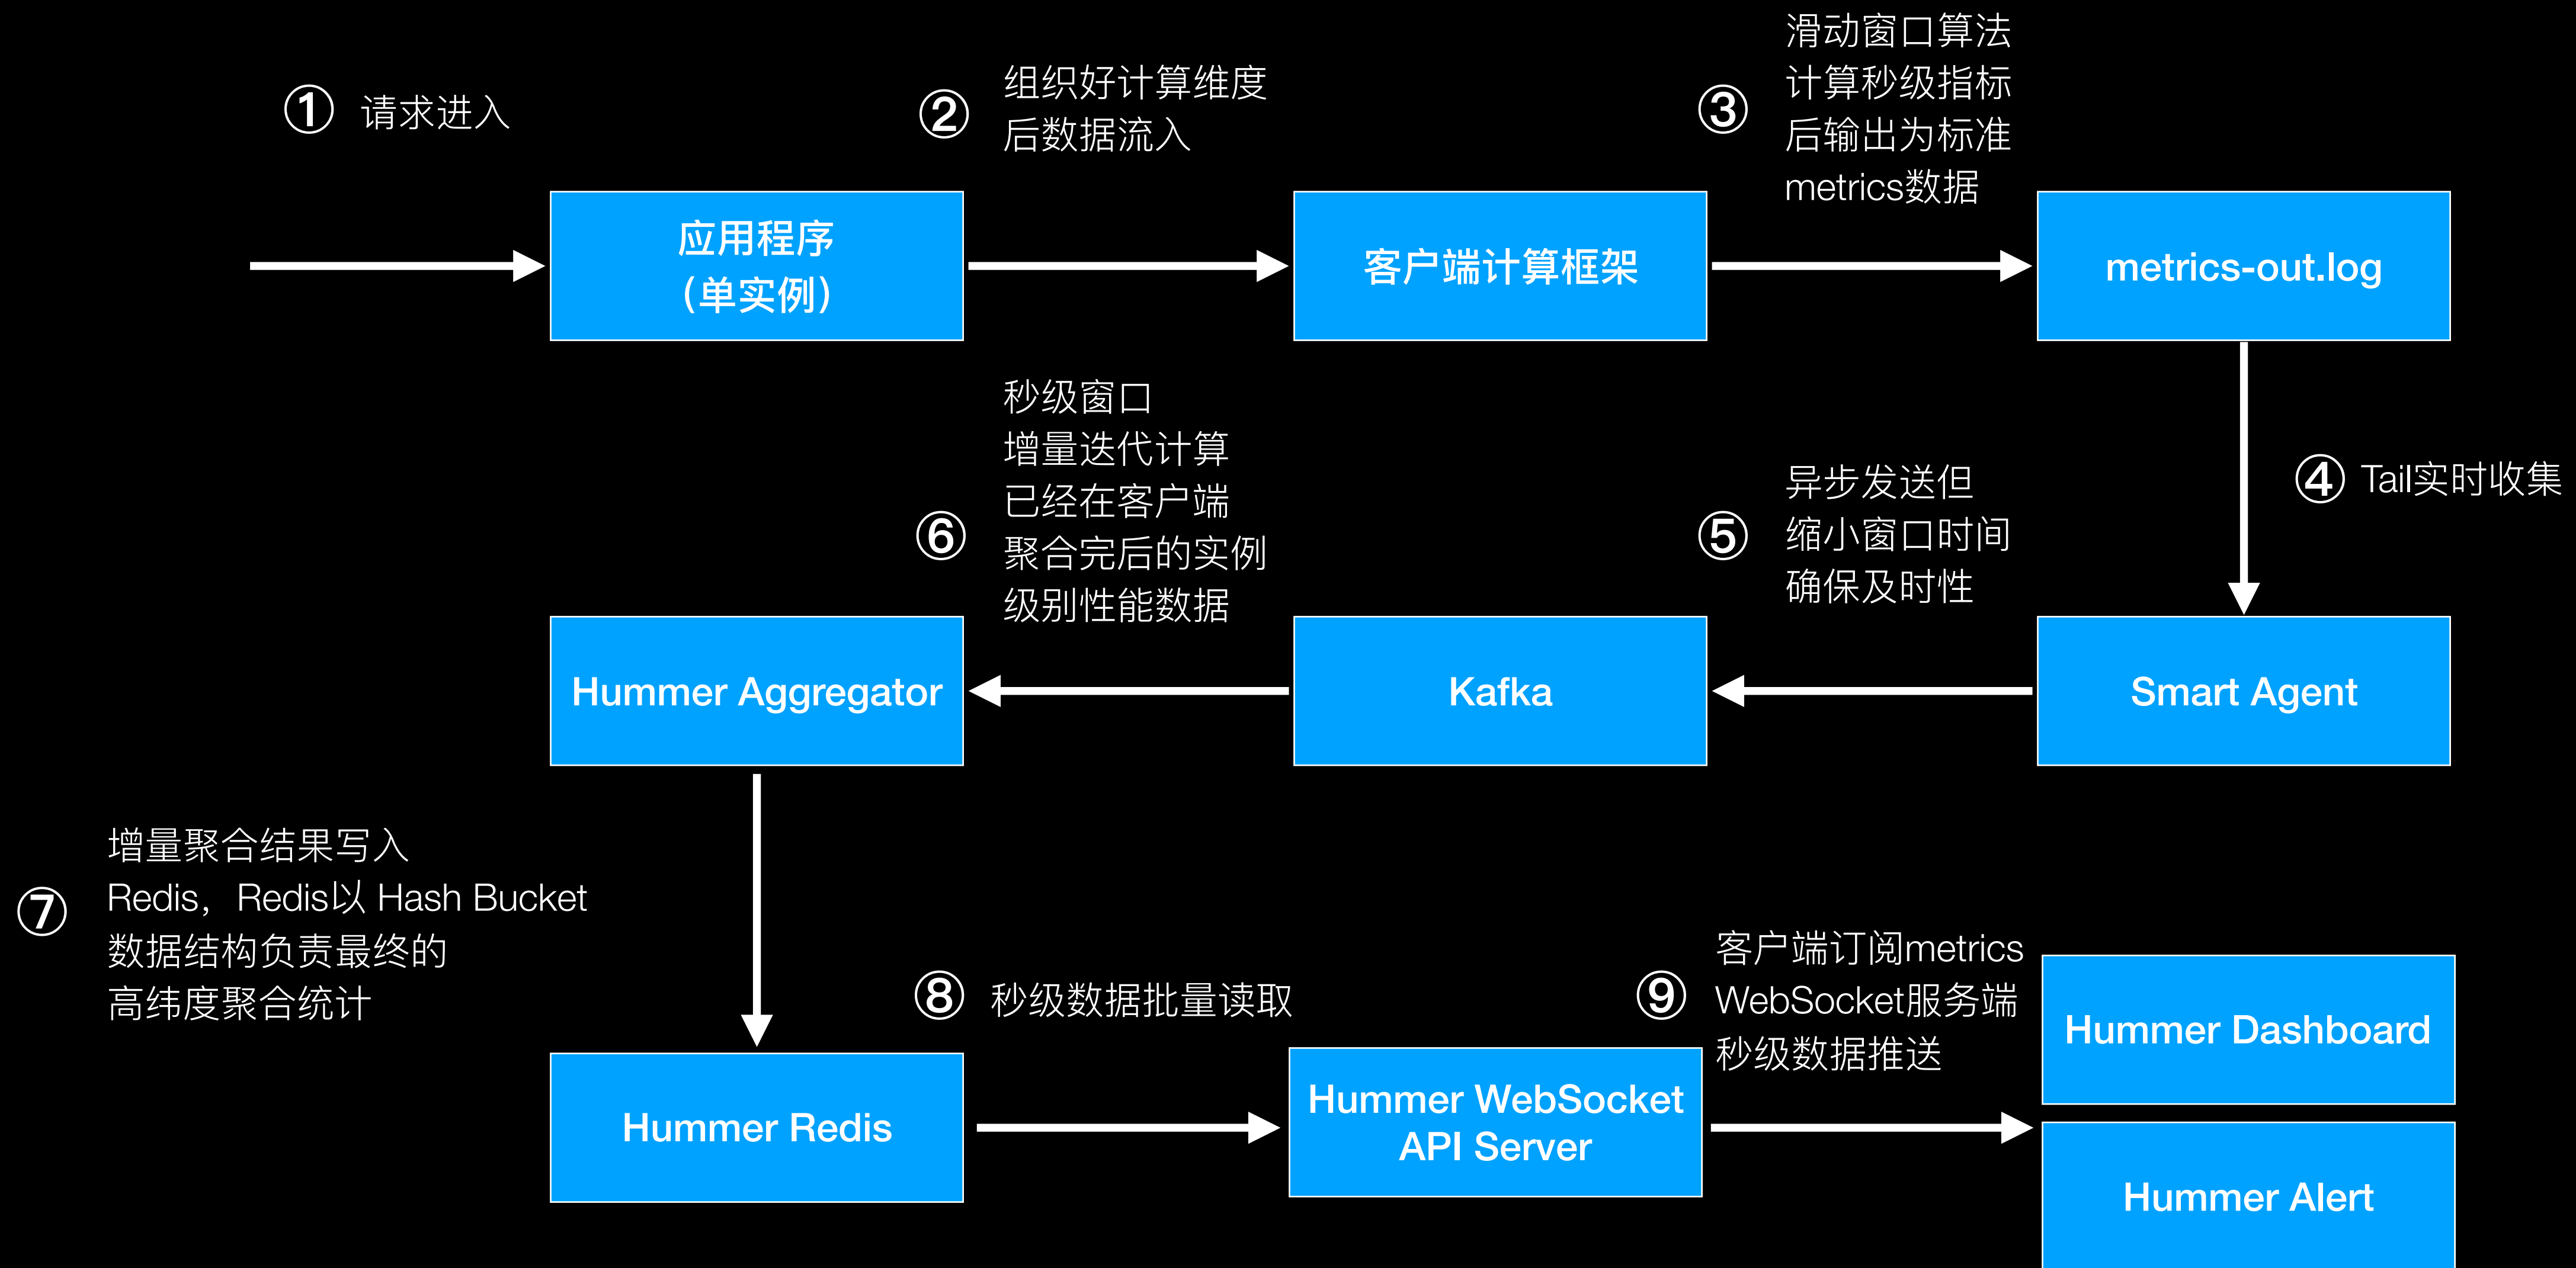 ① 请求进入
② 组织好计算维度
后数据流入
③ 滑动窗口算法
计算秒级指标
后输出为标准
metrics数据
应用程序
（单实例）
客户端计算框架
metrics-out.log
④ Tail实时收集
⑤ 异步发送但
缩小窗口时间
确保及时性
⑥ 秒级窗口
增量迭代计算
已经在客户端
聚合完后的实例
级别性能数据
Smart Agent
Kafka
Hummer Aggregator
⑦ 增量聚合结果写入
Redis，Redis以 Hash Bucket
数据结构负责最终的
高纬度聚合统计
Hummer Redis
⑧ 秒级数据批量读取
Hummer WebSocket
API Server
⑨ 客户端订阅metrics
WebSocket服务端
秒级数据推送
Hummer Dashboard
Hummer Alert